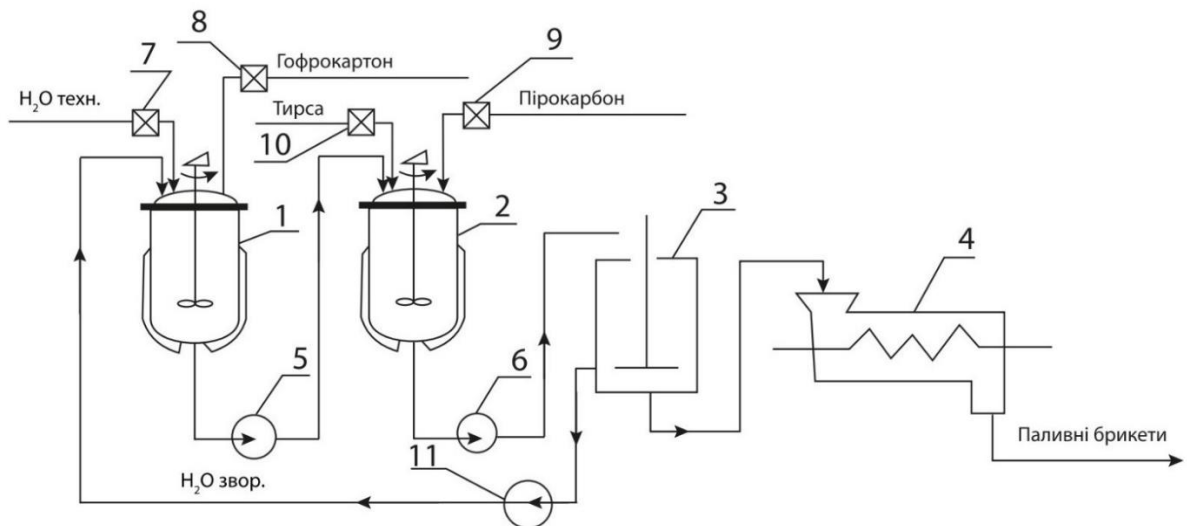 8
Гофрокартон
7
9
H₂O техн.
Тирса
Пірокарбон
10
1
2
3
4
5
6
Паливні брикети
11
H₂O звор.